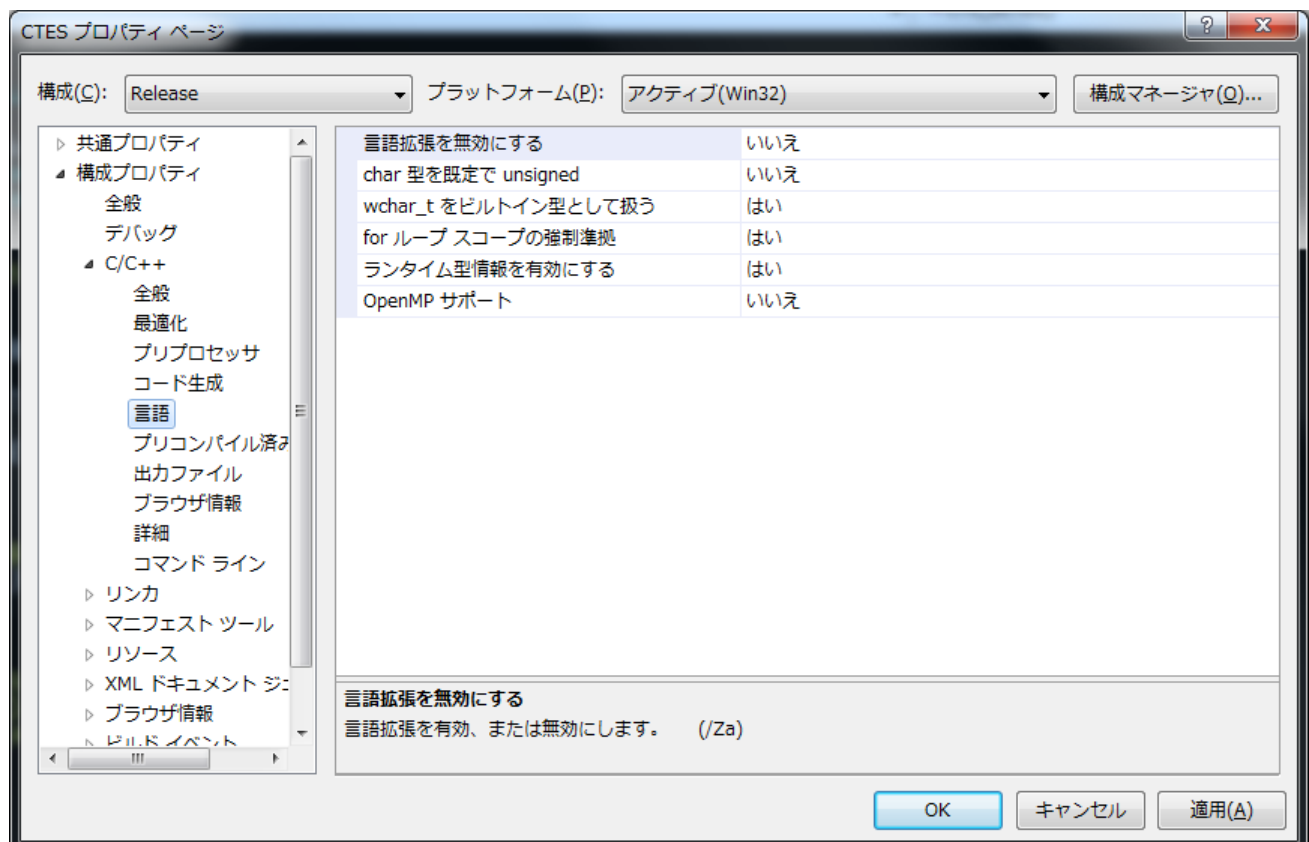 CTES プロパティ ページ
構成(C): Release プラットフォーム(P): アクティブ(Win32) 構成マネージャ(O)...
共通プロパティ
構成プロパティ
全般
デバッグ
C/C++
全般
最適化
プリプロセッサ
コード生成
言語
プリコンパイル済み
出力ファイル
ブラウザ情報
詳細
コマンド ライン
リンカ
マニフェスト ツール
リソース
XML ドキュメント ジェ
ブラウザ情報
ビルド イベント
言語拡張を無効にする いいえ
char 型を既定で unsigned いいえ
wchar_t をビルトイン型として扱う はい
for ループ スコープの強制準拠 はい
ランタイム型情報を有効にする はい
OpenMP サポート いいえ
言語拡張を無効にする
言語拡張を有効、または無効にします。 (/Za)
OK キャンセル 適用(A)